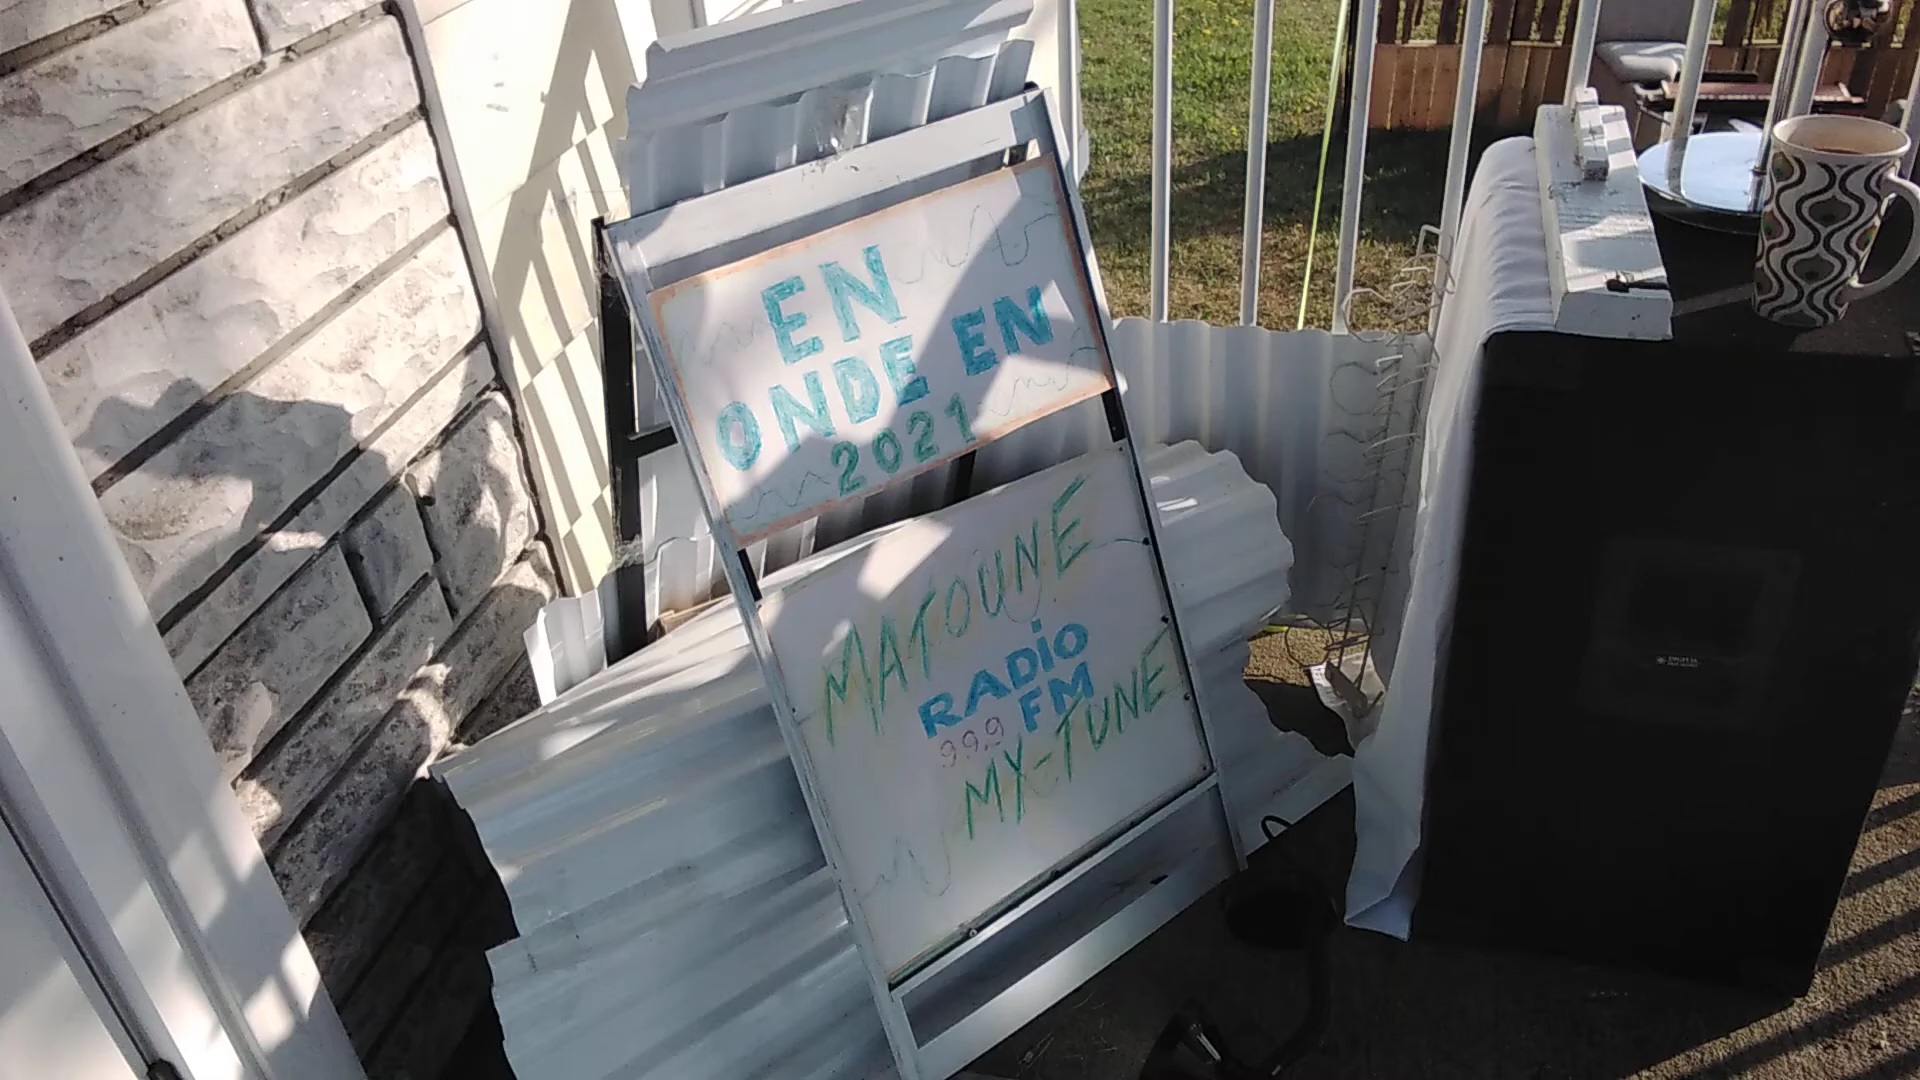 EN
ONDE EN
2021
MATOUNE
RADiO
99.9 FM
MY-TUNE